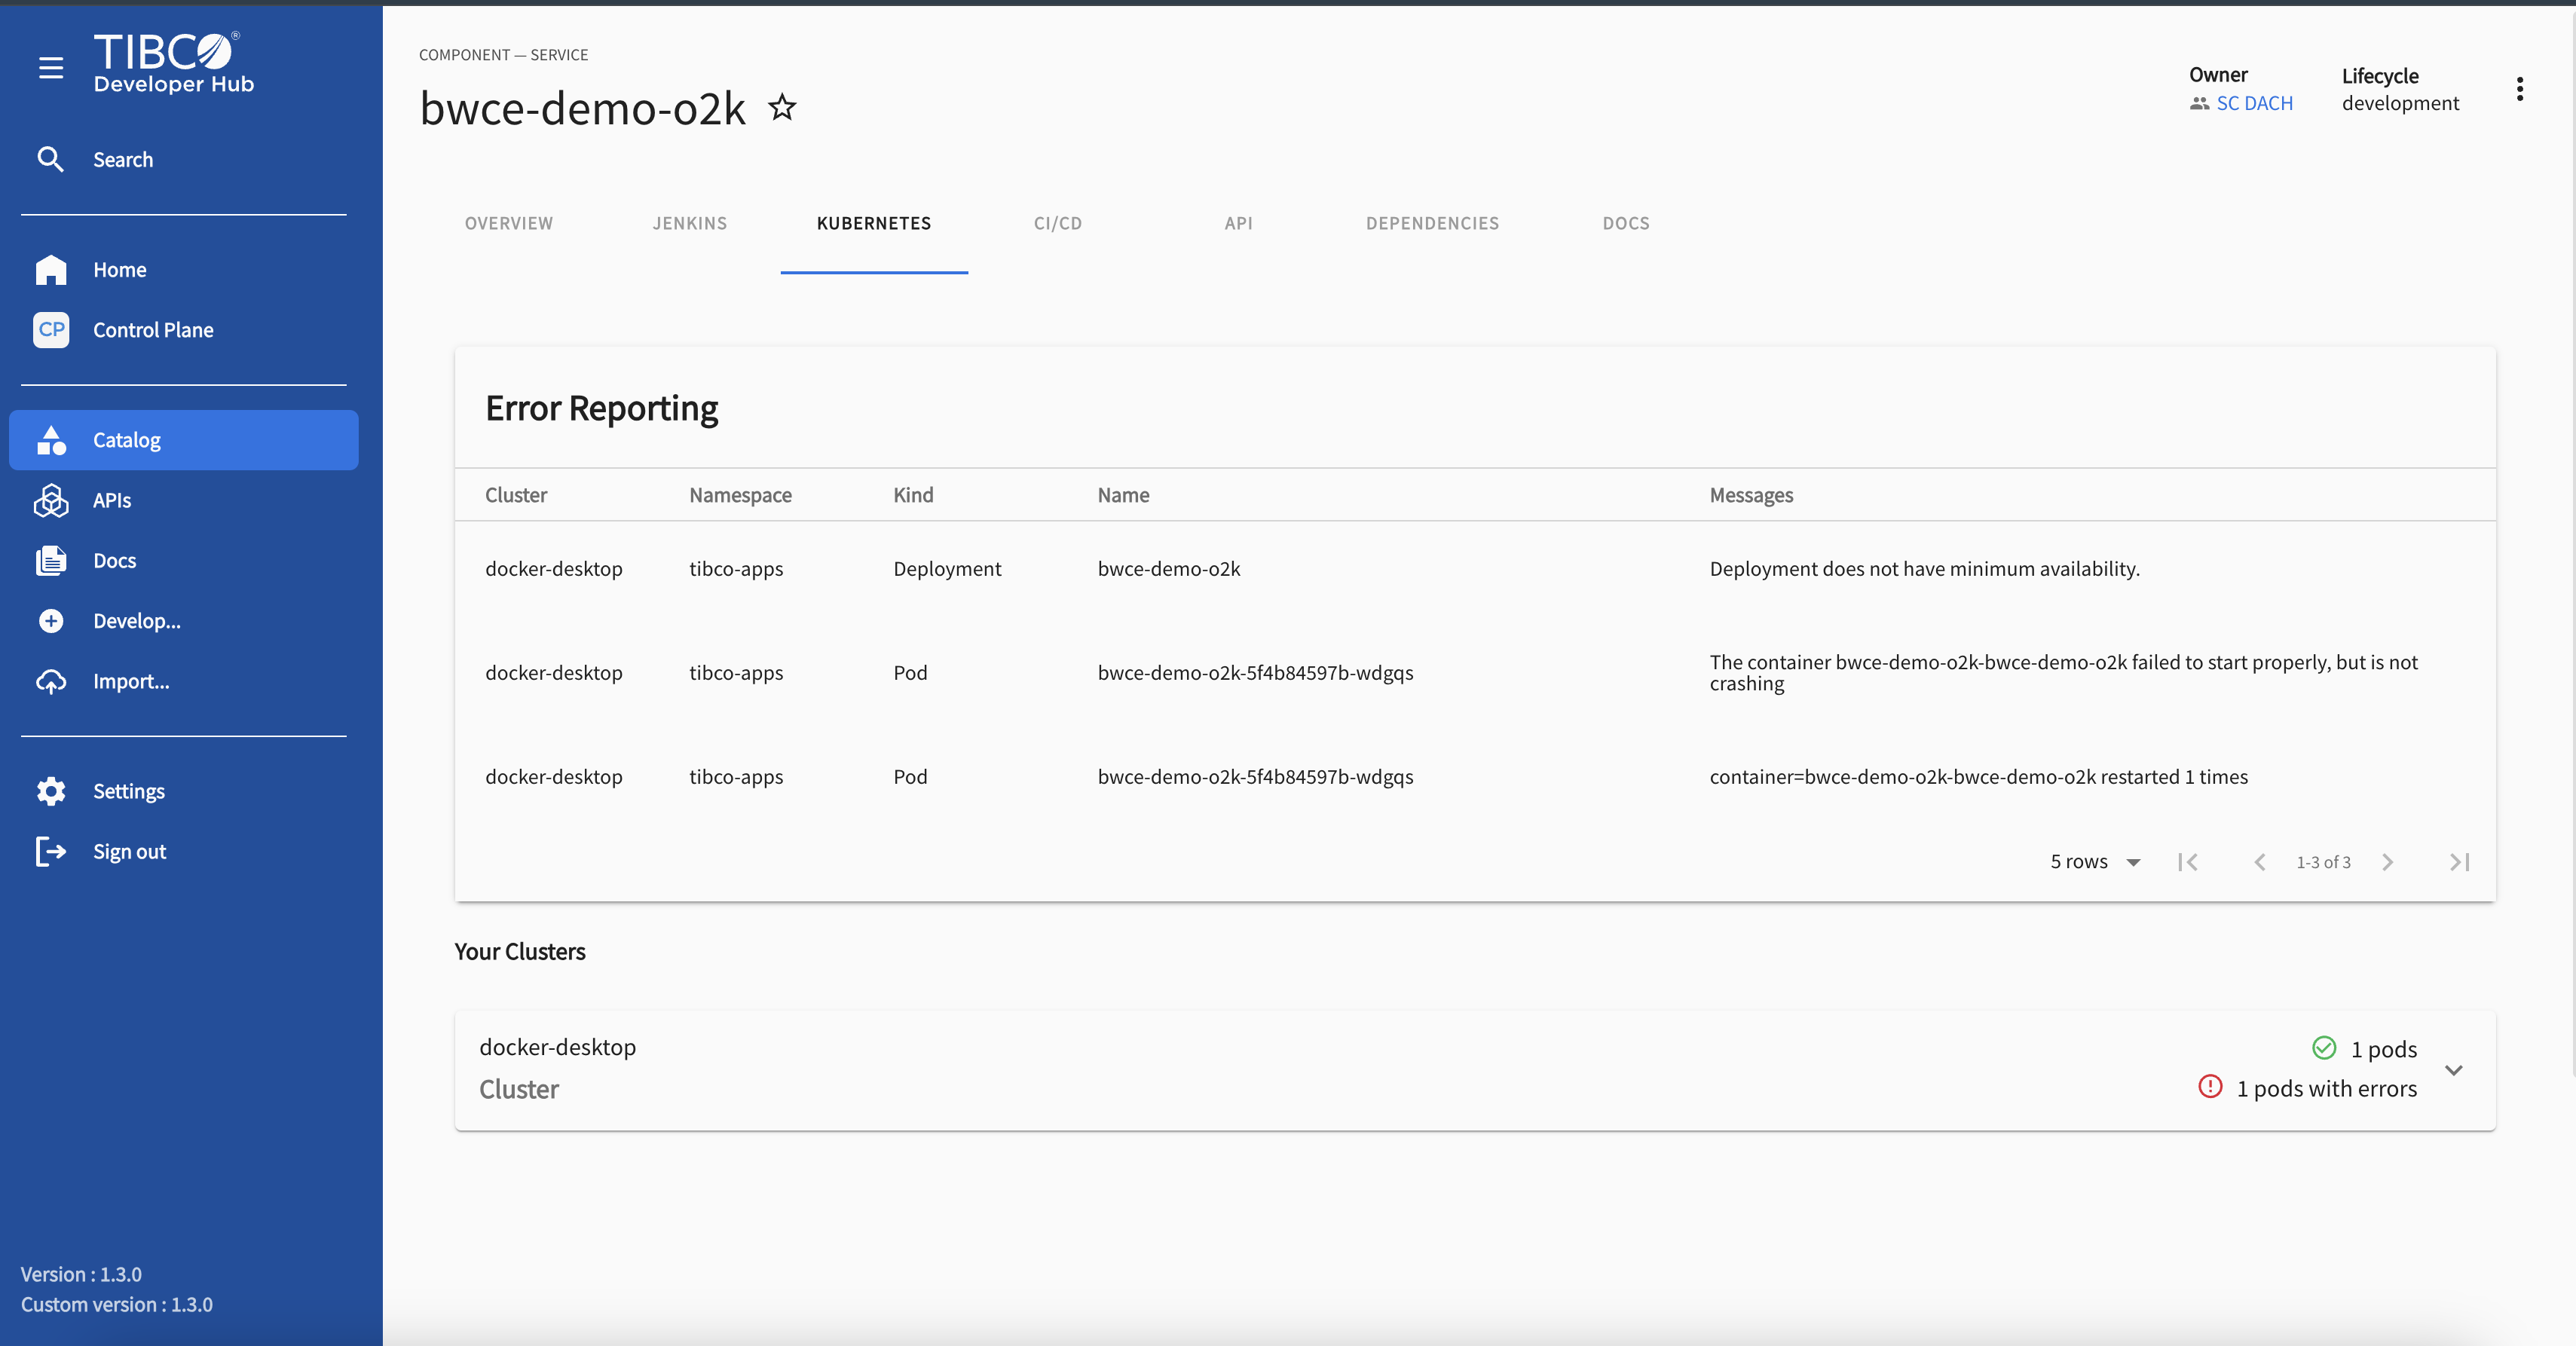 TIBCO®
Developer Hub
Search
Home
CP Control Plane
Catalog
APIs
Docs
Develop...
Import...
Settings
Sign out
Version : 1.3.0
Custom version : 1.3.0
COMPONENT — SERVICE
bwce-demo-o2k
Owner
SC DACH
Lifecycle
development
OVERVIEW JENKINS KUBERNETES CI/CD API DEPENDENCIES DOCS
Error Reporting
Cluster Namespace Kind Name Messages
docker-desktop tibco-apps Deployment bwce-demo-o2k Deployment does not have minimum availability.
docker-desktop tibco-apps Pod bwce-demo-o2k-5f4b84597b-wdgqs The container bwce-demo-o2k-bwce-demo-o2k failed to start properly, but is not
crashing
docker-desktop tibco-apps Pod bwce-demo-o2k-5f4b84597b-wdgqs container=bwce-demo-o2k-bwce-demo-o2k restarted 1 times
5 rows 1-3 of 3
Your Clusters
docker-desktop
Cluster
1 pods
1 pods with errors